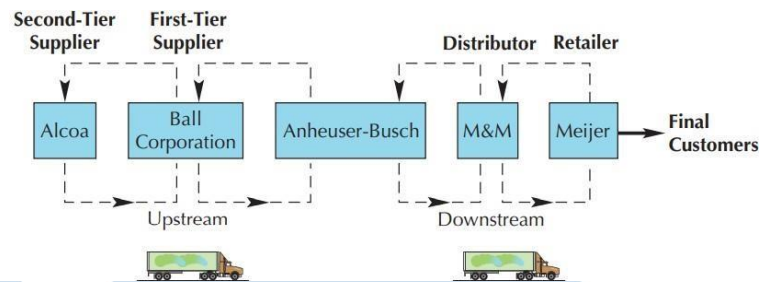 Second-Tier
Supplier
First-Tier
Supplier
Distributor
Retailer
Alcoa
Ball
Corporation
Anheuser-Busch
M&M
Meijer
Final
Customers
Upstream
Downstream